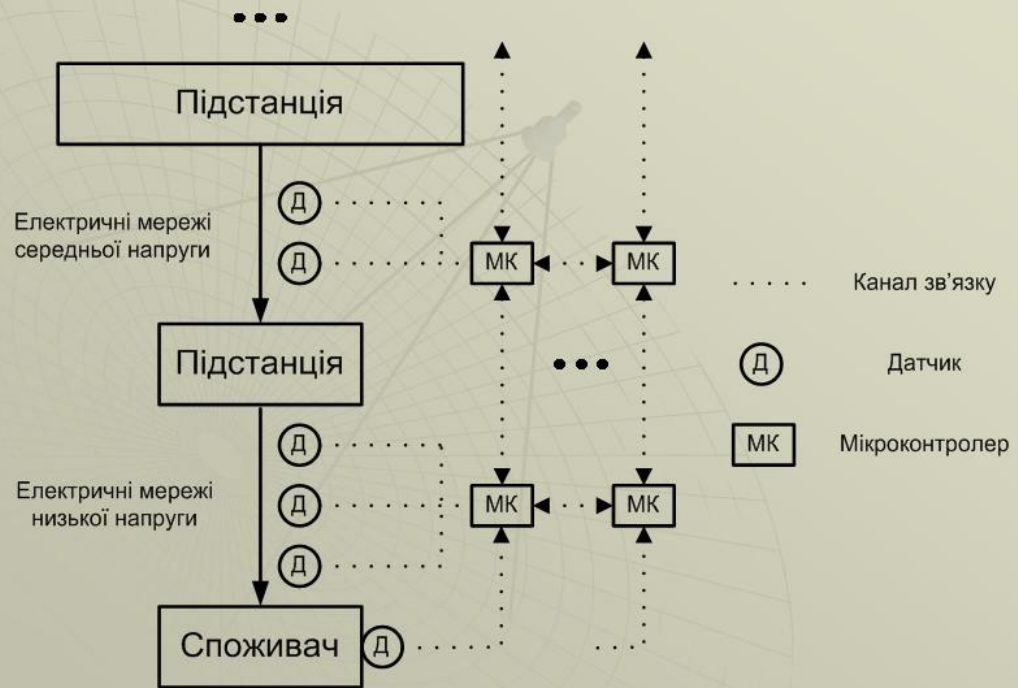 Підстанція
Д
Електричні мережі
середньої напруги
Д
МК
МК
Канал зв'язку
Підстанція
Д
Датчик
Д
МК
Мікроконтролер
Електричні мережі
низької напруги
Д
МК
МК
Д
Споживач
Д